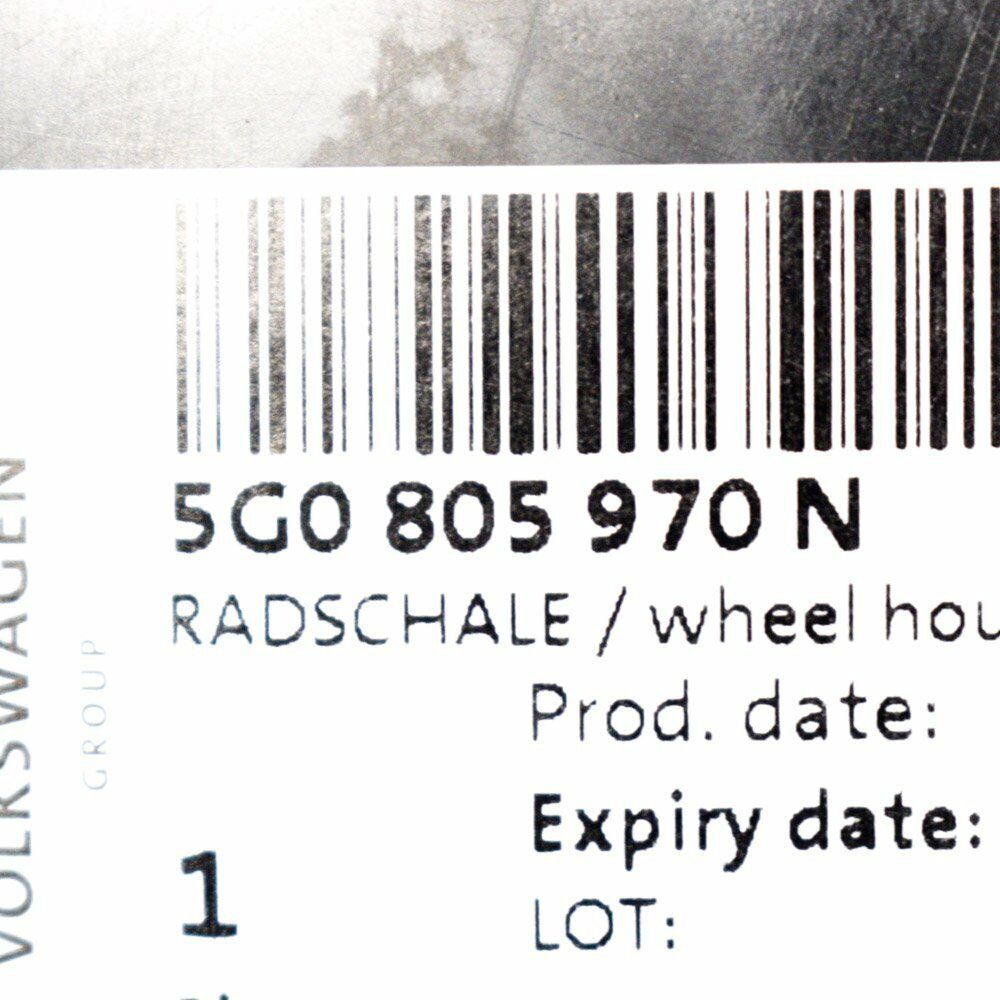 5G0 805 970 N
RADSCHALE / wheel hou
Prod. date:
Expiry date:
LOT:
1
VOLKSWAGEN
GROUP